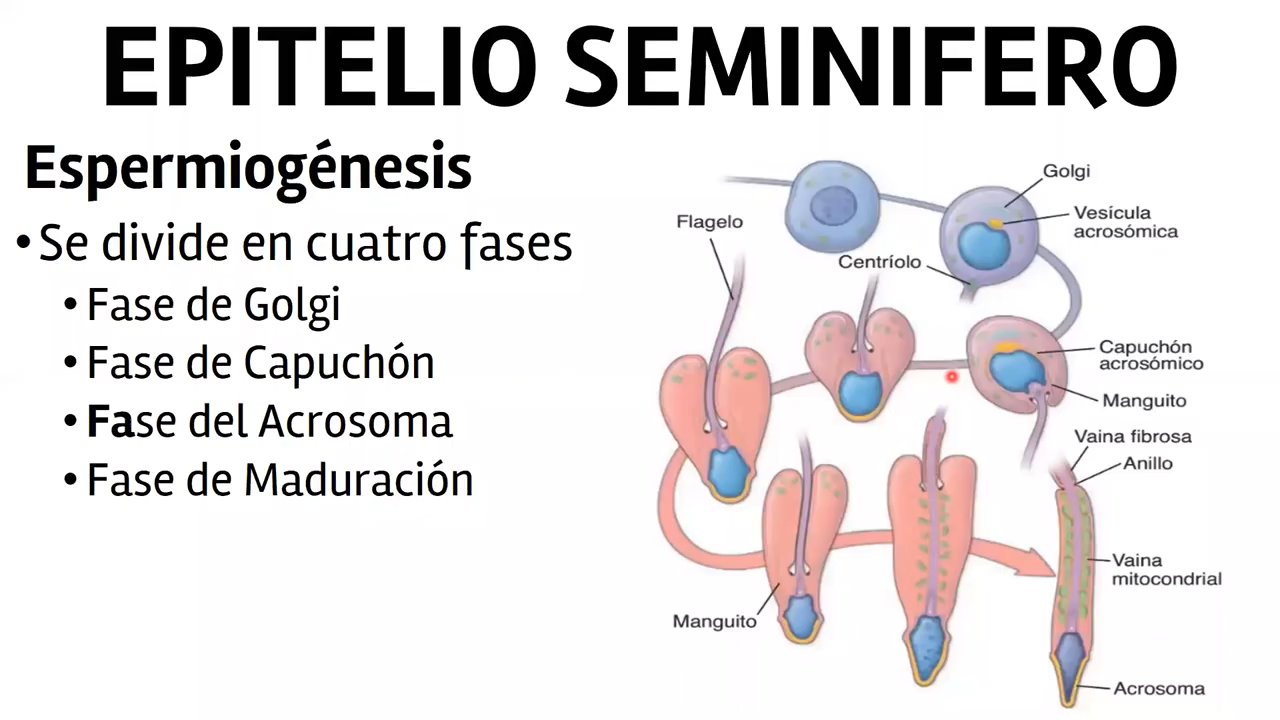 EPITELIO SEMINIFERO
Espermiogénesis
• Se divide en cuatro fases
• Fase de Golgi
• Fase de Capuchón
• Fase del Acrosoma
• Fase de Maduración
Golgi
Vesícula
acrosómica
Flagelo
Centríolo
Capuchón
acrosómico
Manguito
Vaina fibrosa
Anillo
Vaina
mitocondrial
Manguito
Acrosoma